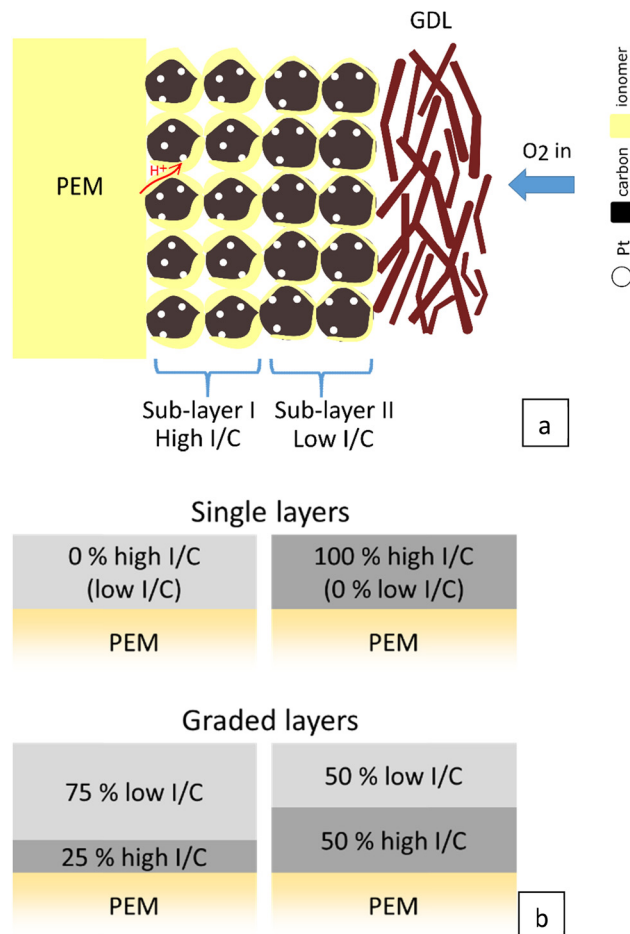 GDL
PEM
H+
O2 in
Pt carbon ionomer
Sub-layer I
High I/C
Sub-layer II
Low I/C
a
Single layers
0 % high I/C
(low I/C)
PEM
100 % high I/C
(0 % low I/C)
PEM
Graded layers
75 % low I/C
25 % high I/C
PEM
50 % low I/C
50 % high I/C
PEM
b